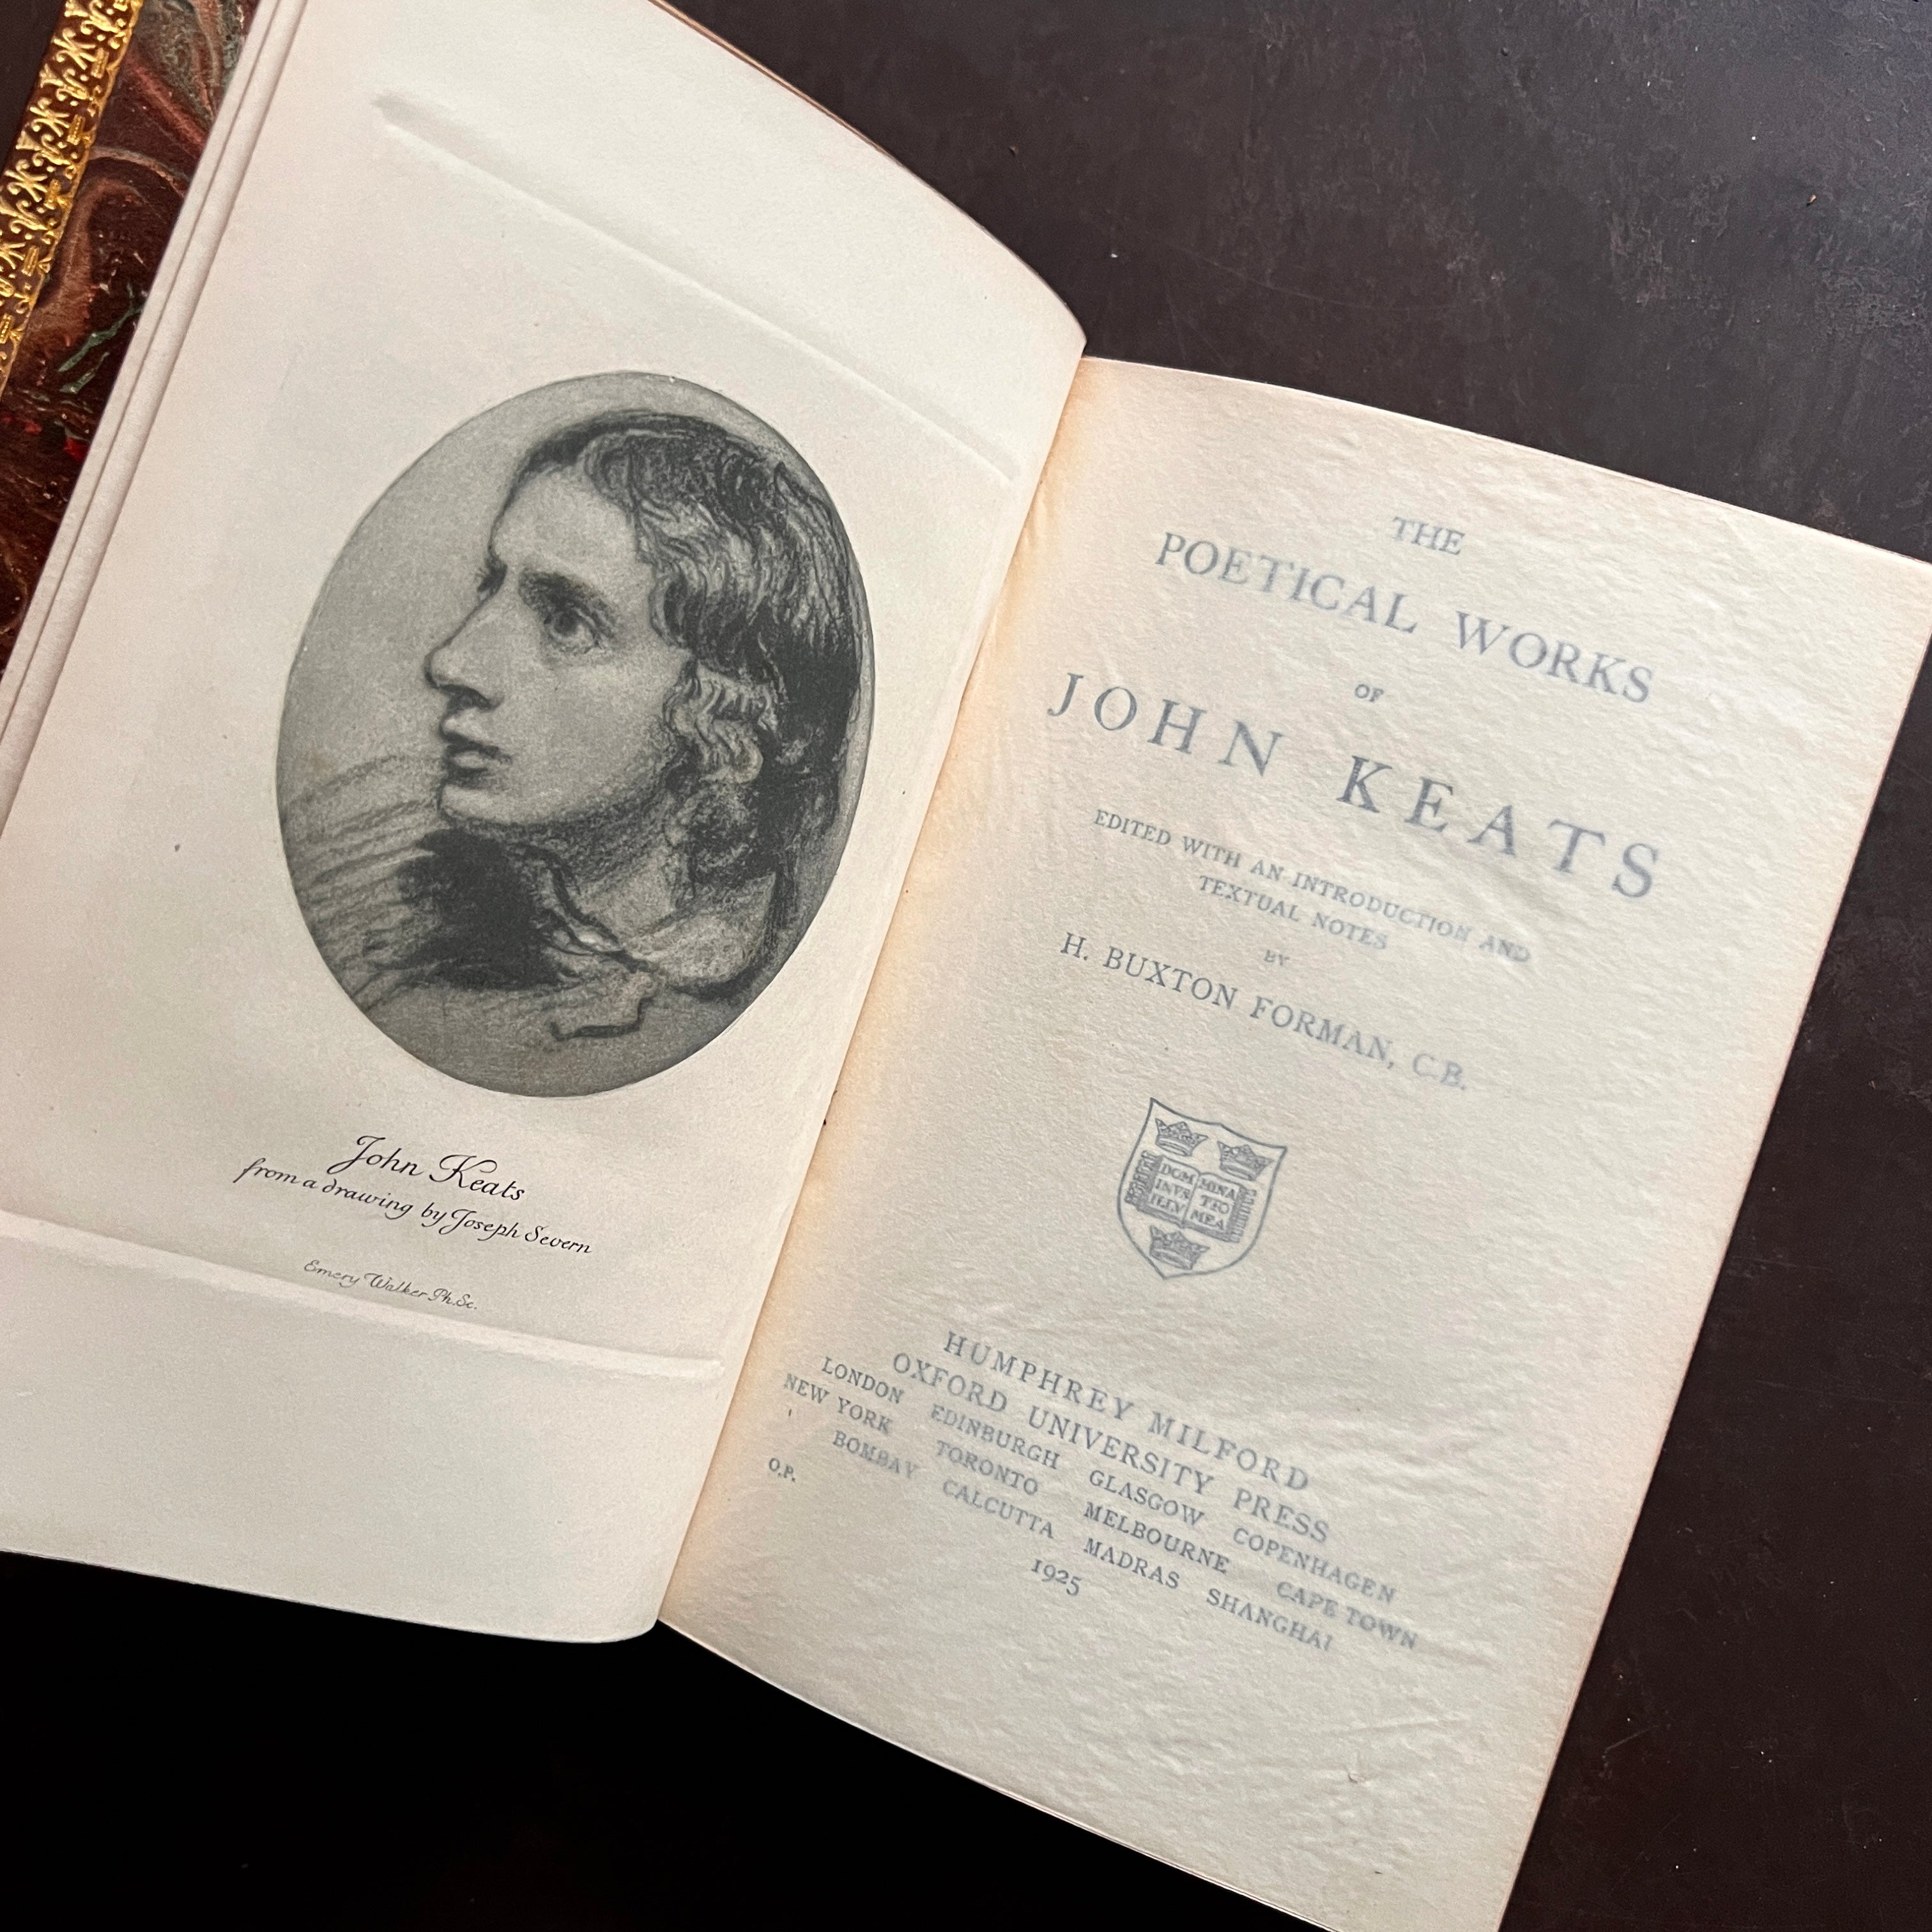 John Keats
from a drawing by Joseph Severn
Emery Walker Ph.Sc.
THE
POETICAL WORKS
OF
JOHN KEATS
EDITED WITH AN INTRODUCTION AND
TEXTUAL NOTES
BY
H. BUXTON FORMAN, C.B.
DOM MINA
INVS TIO
ILLV MEA
HUMPHREY MILFORD
OXFORD UNIVERSITY PRESS
LONDON EDINBURGH GLASGOW COPENHAGEN
NEW YORK TORONTO MELBOURNE CAPE TOWN
BOMBAY CALCUTTA MADRAS SHANGHAI
1925
O.P.